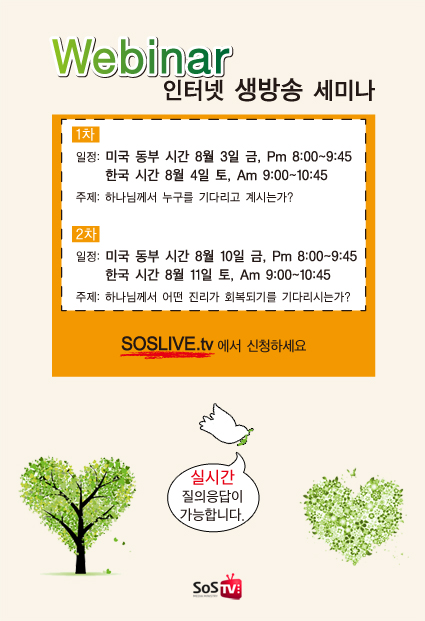 Webinar
인터넷 생방송 세미나
1차
일정: 미국 동부 시간 8월 3일 금, Pm 8:00~9:45
한국 시간 8월 4일 토, Am 9:00~10:45
주제: 하나님께서 누구를 기다리고 계시는가?
2차
일정: 미국 동부 시간 8월 10일 금, Pm 8:00~9:45
한국 시간 8월 11일 토, Am 9:00~10:45
주제: 하나님께서 어떤 진리가 회복되기를 기다리시는가?
SOSLIVE.tv 에서 신청하세요
실시간
질의응답이
가능합니다.
SoS TV